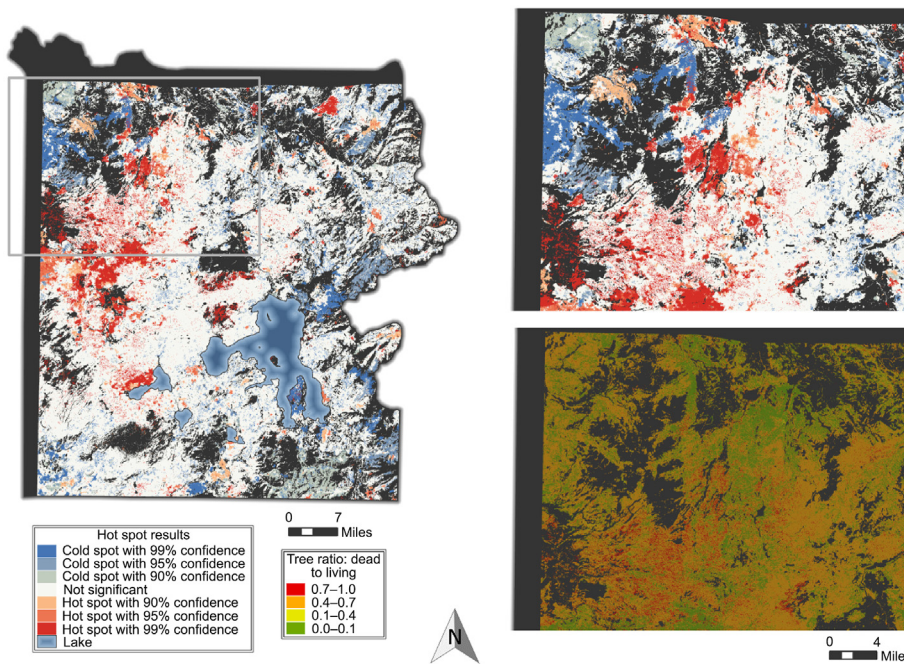 0 7
Miles
Hot spot results
Cold spot with 99% confidence
Cold spot with 95% confidence
Cold spot with 90% confidence
Not significant
Hot spot with 90% confidence
Hot spot with 95% confidence
Hot spot with 99% confidence
Lake
Tree ratio: dead
to living
0.7–1.0
0.4–0.7
0.1–0.4
0.0–0.1
N
0 4
Mile